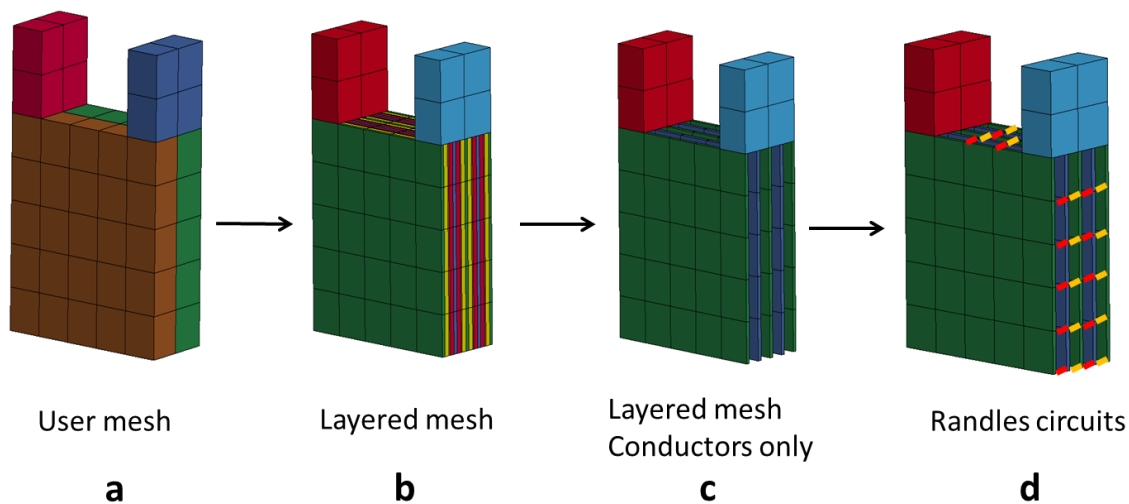 User mesh
Layered mesh
Layered mesh
Conductors only
Randles circuits
a
b
c
d